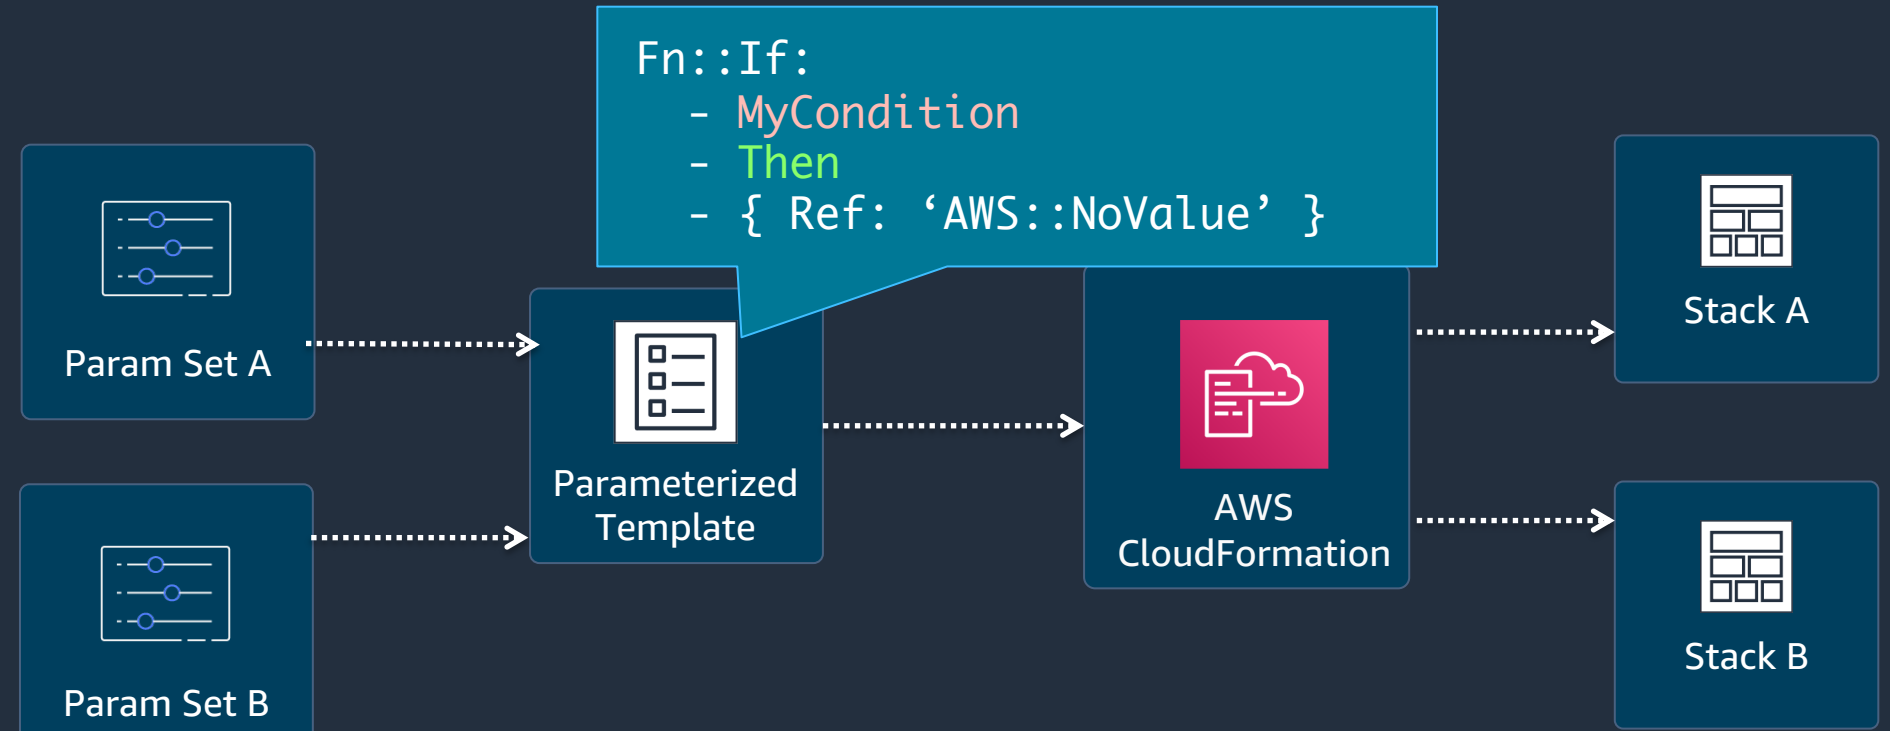 Fn::If:
- MyCondition
- Then
- { Ref: ‘AWS::NoValue’ }
Param Set A
Parameterized
Template
AWS
CloudFormation
Stack A
Param Set B
Stack B